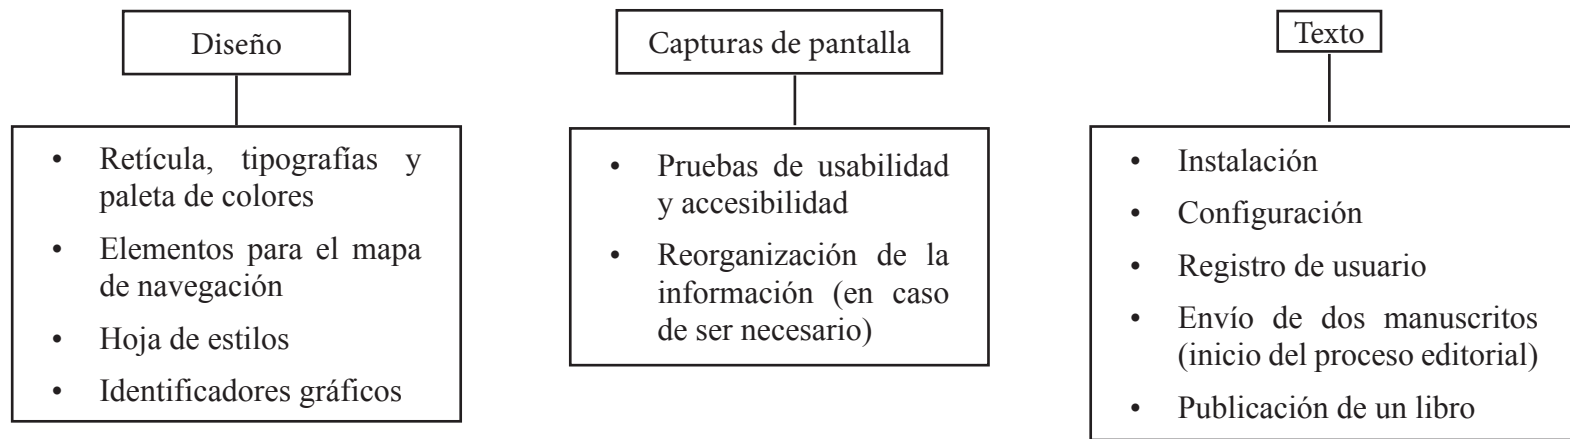 Diseño
• Retícula, tipografías y
paleta de colores
• Elementos para el mapa
de navegación
• Hoja de estilos
• Identificadores gráficos
Capturas de pantalla
• Pruebas de usabilidad
y accesibilidad
• Reorganización de la
información (en caso
de ser necesario)
Texto
• Instalación
• Configuración
• Registro de usuario
• Envío de dos manuscritos
(inicio del proceso editorial)
• Publicación de un libro